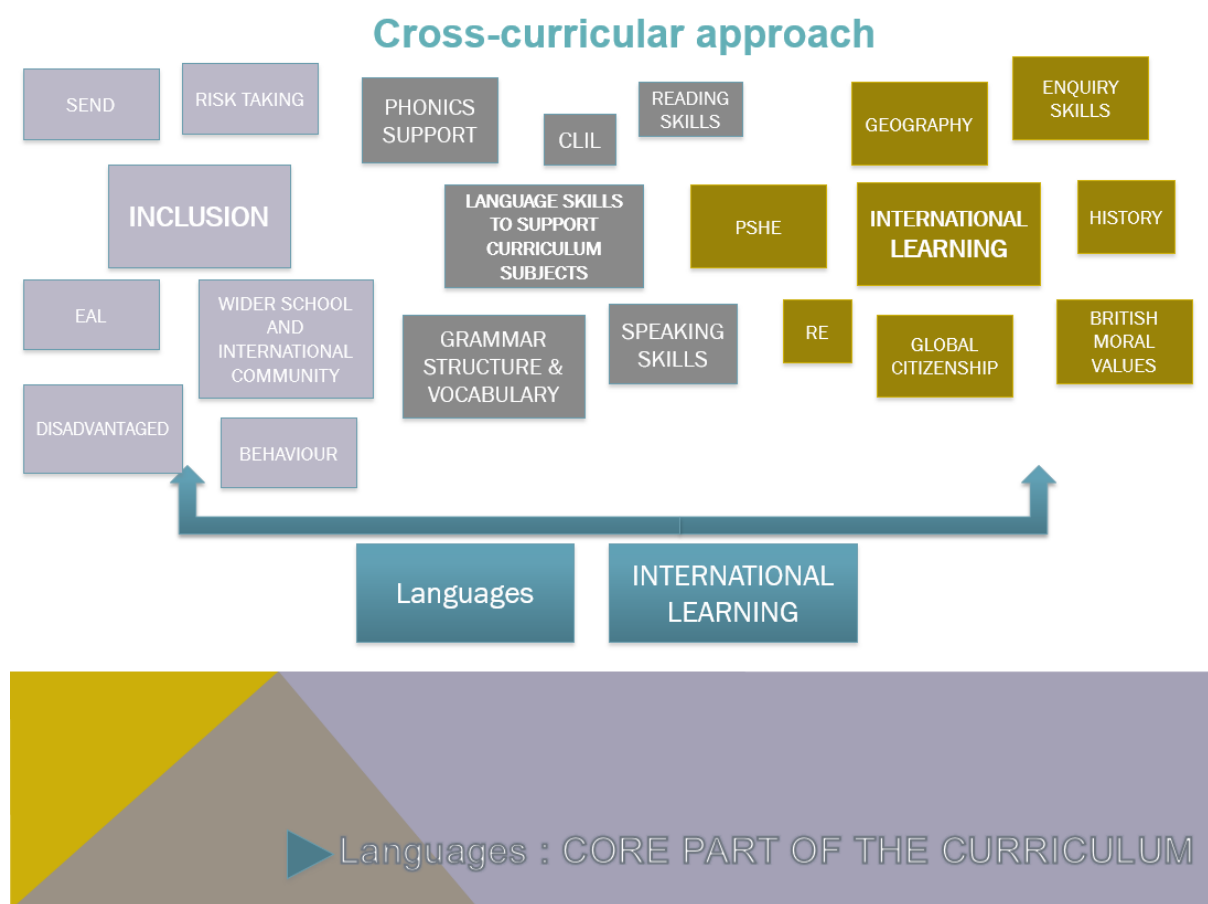 Cross-curricular approach
SEND
RISK TAKING
INCLUSION
EAL
WIDER SCHOOL
AND
INTERNATIONAL
COMMUNITY
DISADVANTAGED
BEHAVIOUR
PHONICS
SUPPORT
CLIL
READING
SKILLS
LANGUAGE SKILLS
TO SUPPORT
CURRICULUM
SUBJECTS
GRAMMAR
STRUCTURE &
VOCABULARY
SPEAKING
SKILLS
GEOGRAPHY
ENQUIRY
SKILLS
PSHE
INTERNATIONAL
LEARNING
HISTORY
RE
GLOBAL
CITIZENSHIP
BRITISH
MORAL
VALUES
Languages
INTERNATIONAL
LEARNING
Languages : CORE PART OF THE CURRICULUM